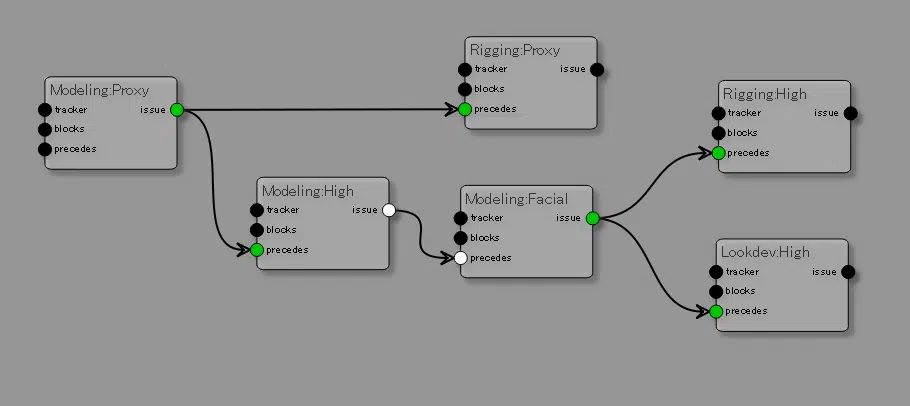 Modeling:Proxy
tracker issue
blocks
precedes
Rigging:Proxy
tracker issue
blocks
precedes
Modeling:High
tracker issue
blocks
precedes
Modeling:Facial
tracker issue
blocks
precedes
Rigging:High
tracker issue
blocks
precedes
Lookdev:High
tracker issue
blocks
precedes